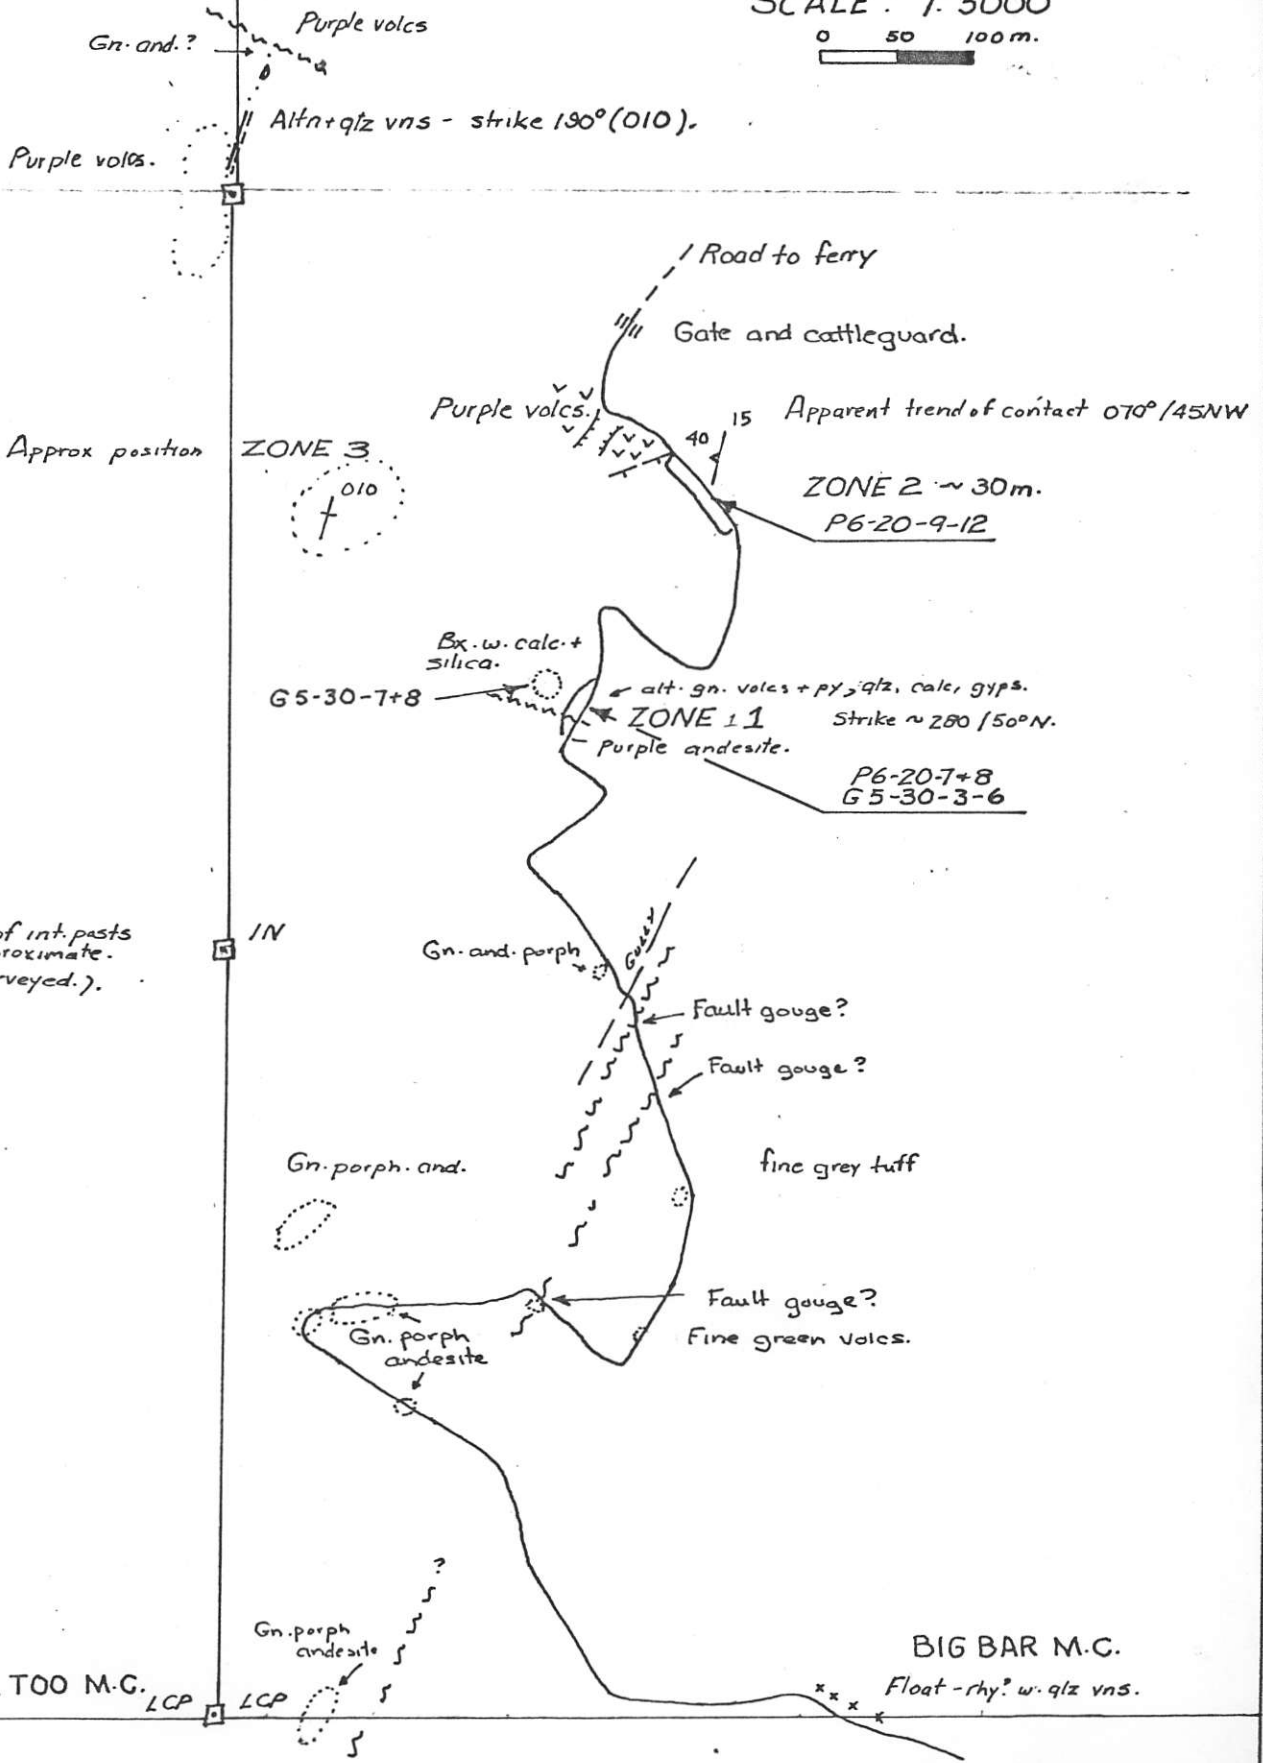 SCALE : 1: 5000
0 50 100 m.
Purple volcs
Gn. and. ?
Altn + qtz vns - strike 190° (010).
Purple volcs.
/ Road to ferry
Gate and cattleguard.
Purple volcs.
15
40
Apparent trend of contact 070°/45NW
Approx position
ZONE 3
010
ZONE 2 ~ 30m.
P6-20-9-12
Bx. w. calc. +
silica.
G5-30-7+8
alt. gn. volcs + py, qtz, calc, gyps.
ZONE 1
Strike ~ 280 / 50°N.
Purple andesite.
P6-20-7+8
G5-30-3-6
of int. posts
roximate.
rveyed.).
IN
Gn. and. porph
Gully
Fault gouge?
Fault gouge?
Gn. porph. and.
fine grey tuff
Fault gouge?
Fine green volcs.
Gn. porph
andesite
?
Gn. porph
andesite
BIG BAR M.C.
Float - rhy? w. qtz vns.
TOO M.C.
LCP
LCP